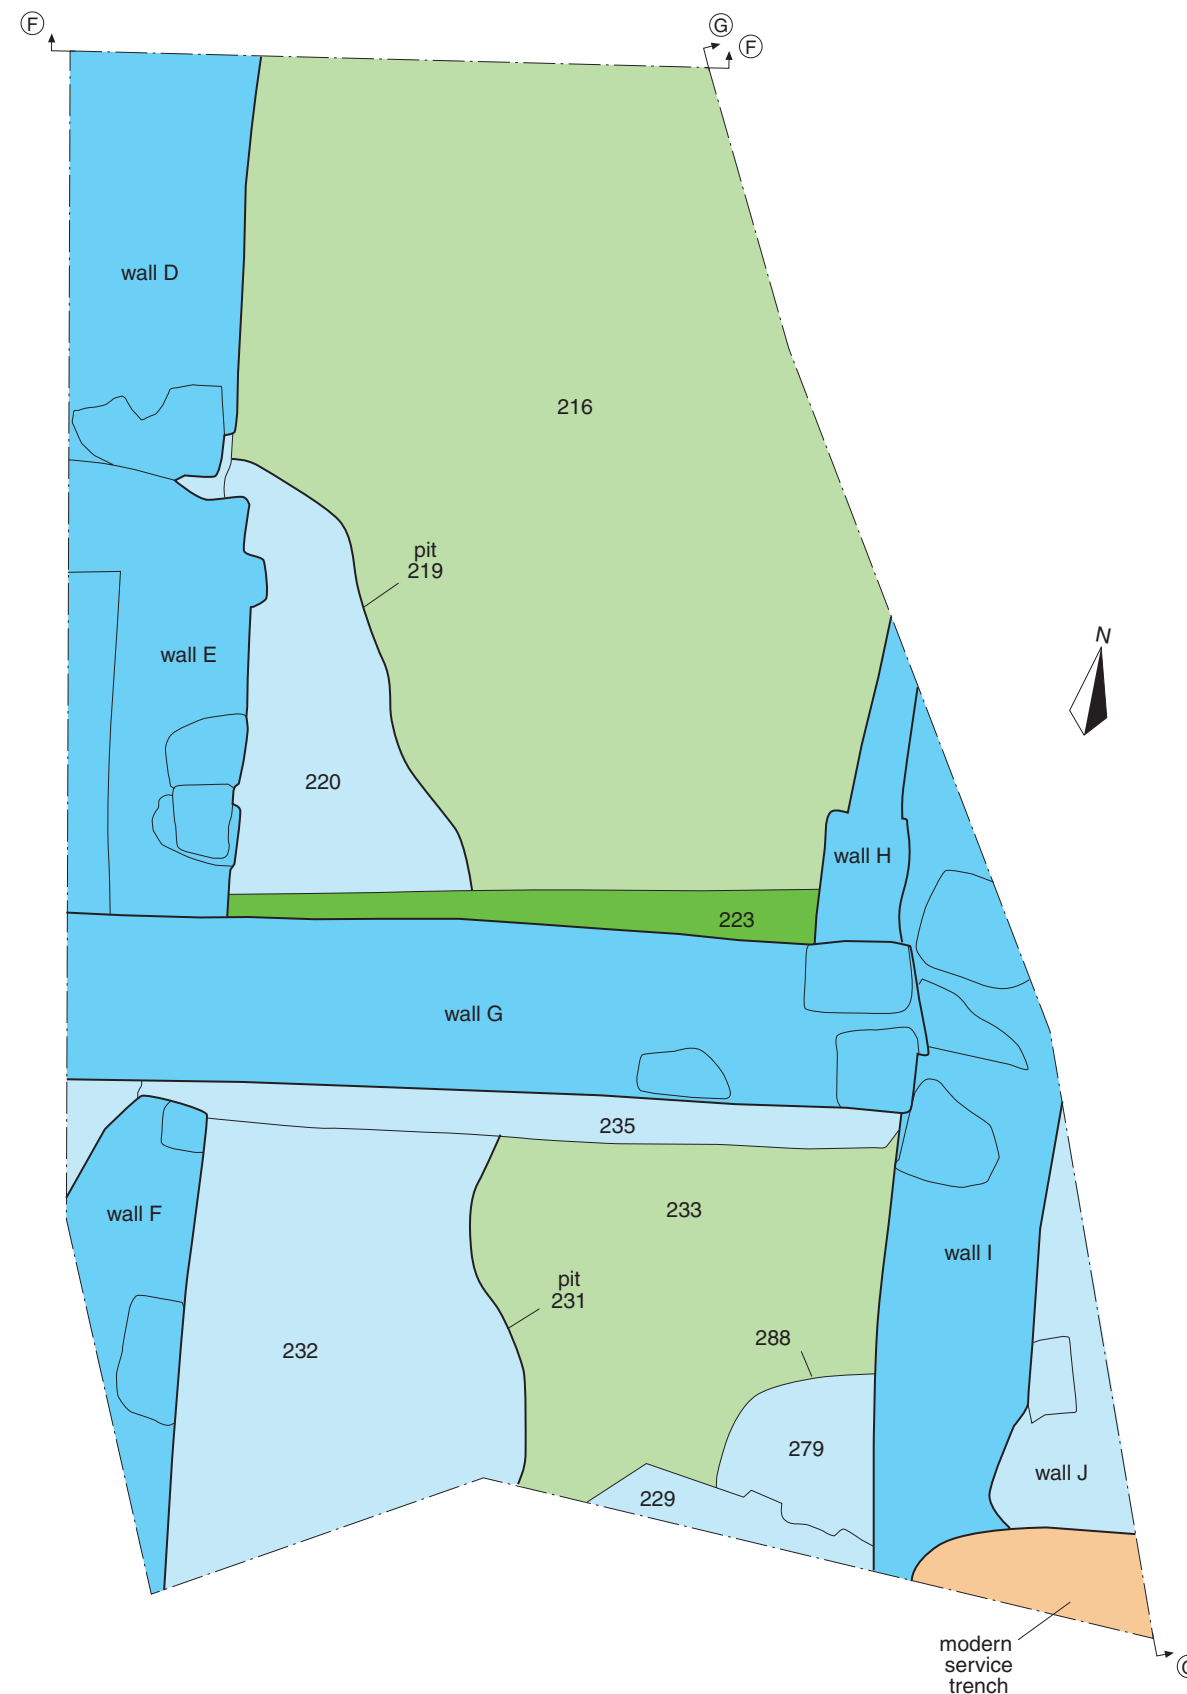 F
G
F
wall D
216
pit
219
N
wall E
220
wall H
223
wall G
235
wall F
233
wall I
pit
231
288
232
279
wall J
229
modern
service
trench